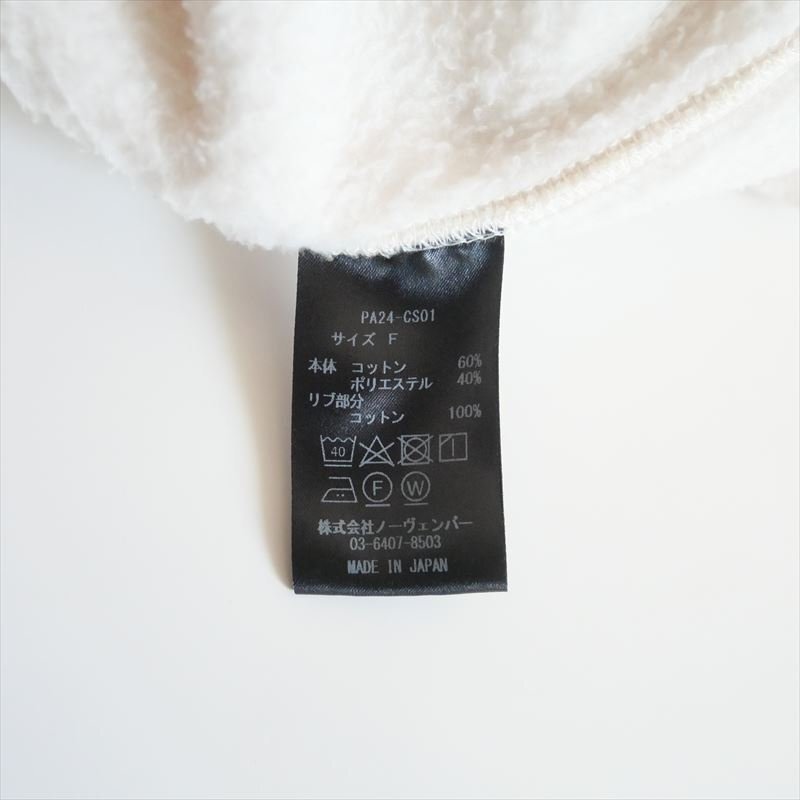 PA24-CS01
サイズ F
本体 コットン 60%
ポリエステル 40%
リブ部分
コットン 100%
40
F W
株式会社ノーヴェンバー
03-6407-8503
MADE IN JAPAN